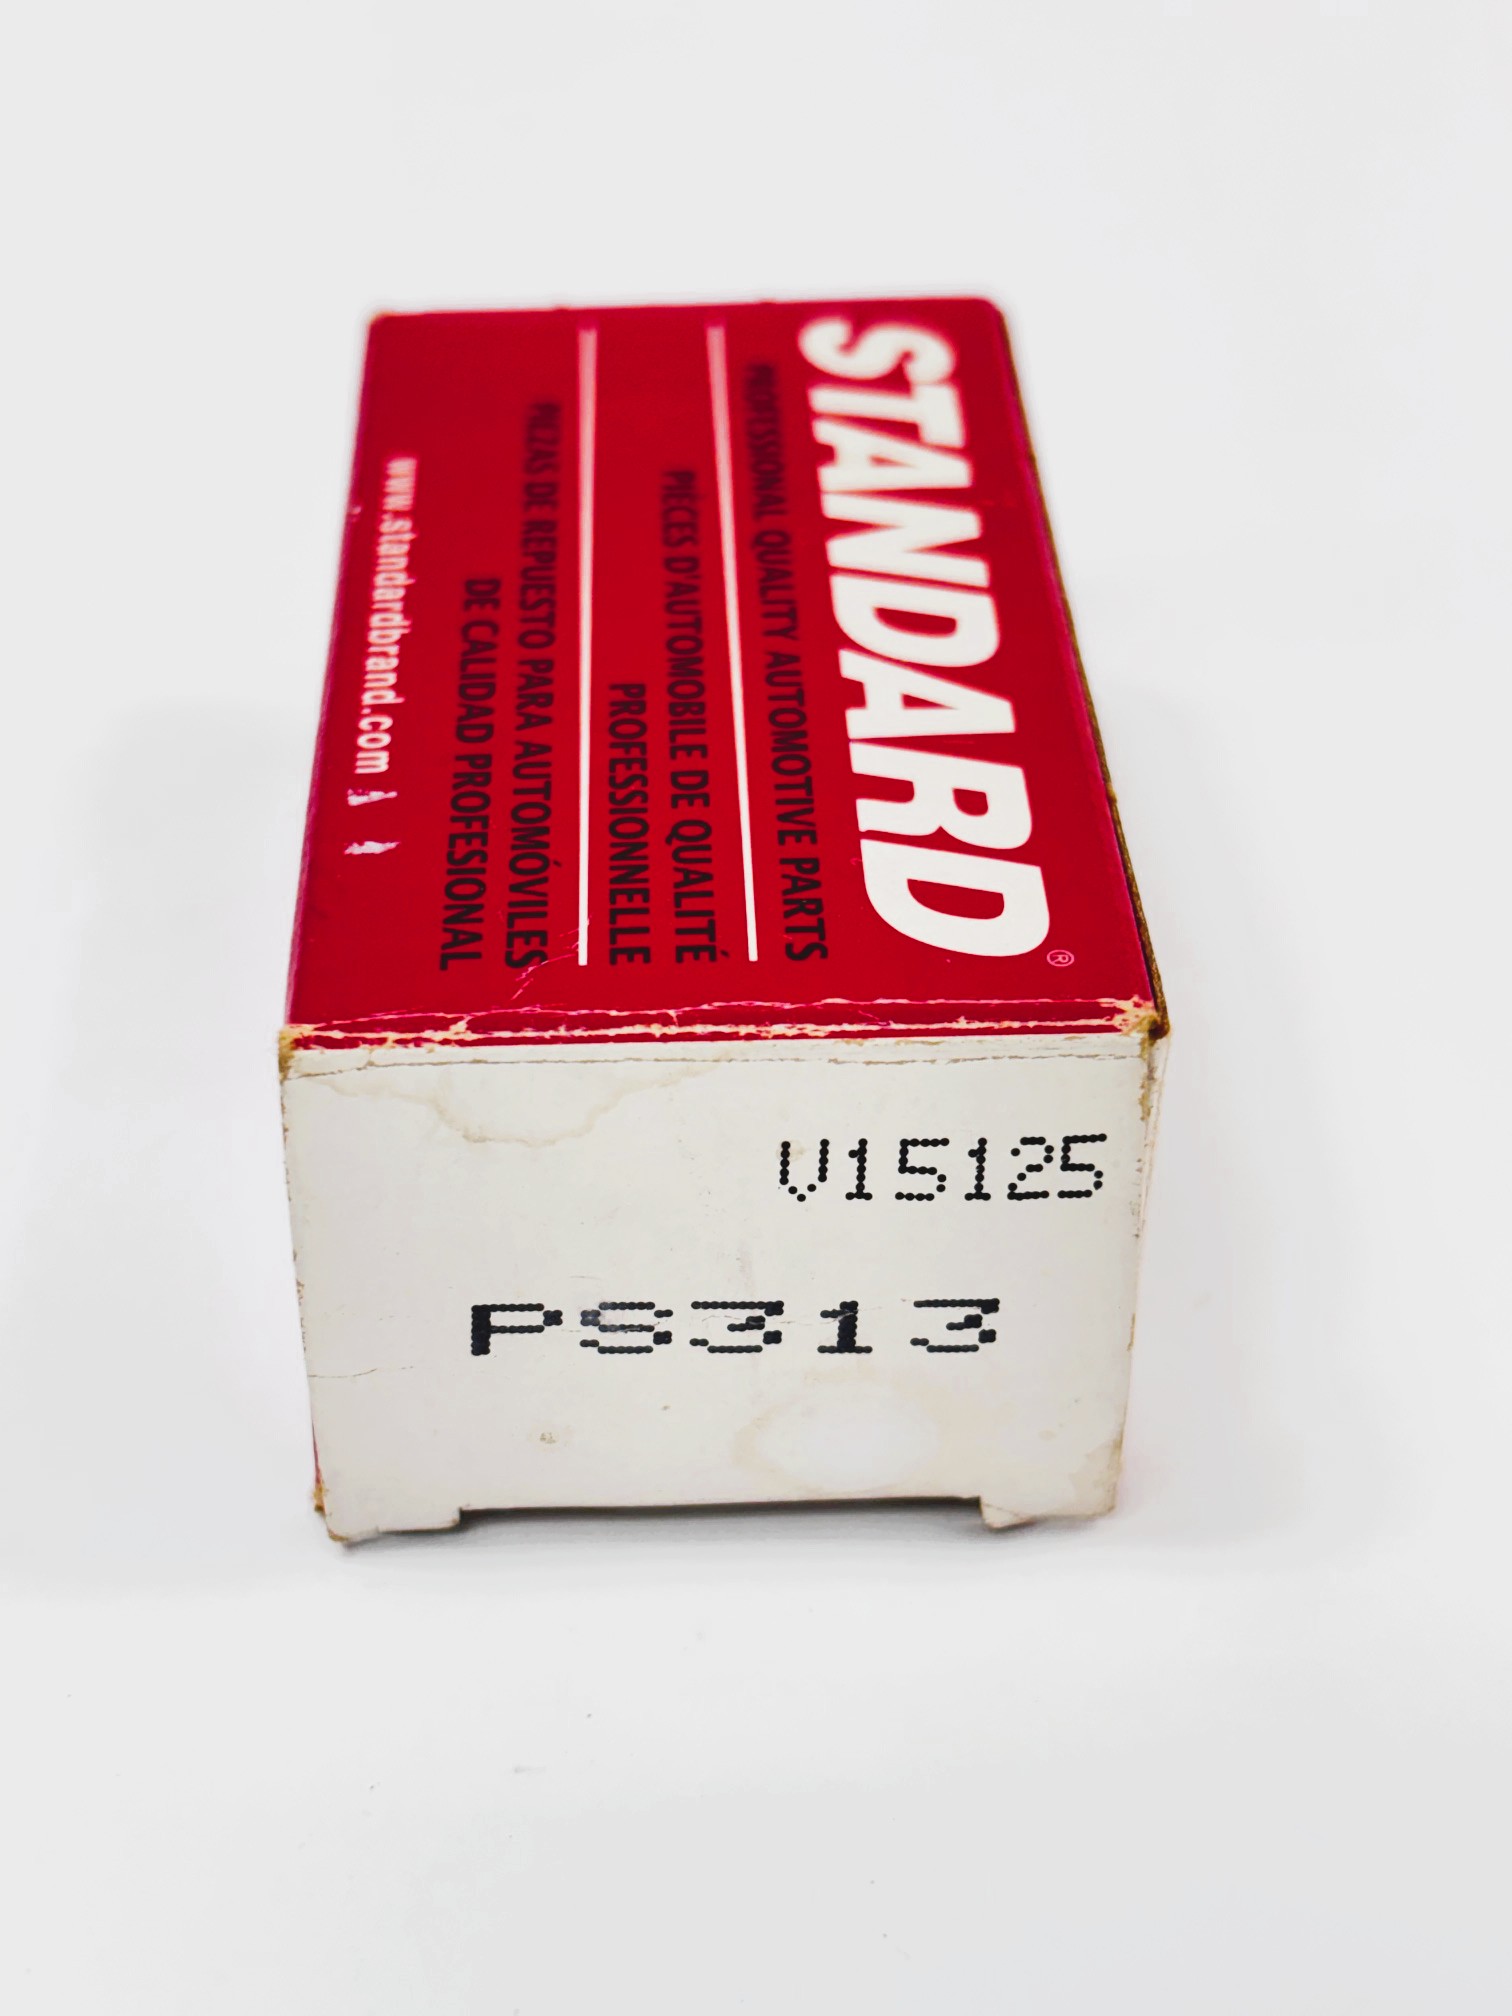 STANDARD®
PROFESSIONAL QUALITY AUTOMOTIVE PARTS
PIÈCES D'AUTOMOBILE DE QUALITÉ
PROFESSIONNELLE
PIEZAS DE REPUESTO PARA AUTOMÓVILES
DE CALIDAD PROFESIONAL
www.standardbrand.com
V15125
PS313